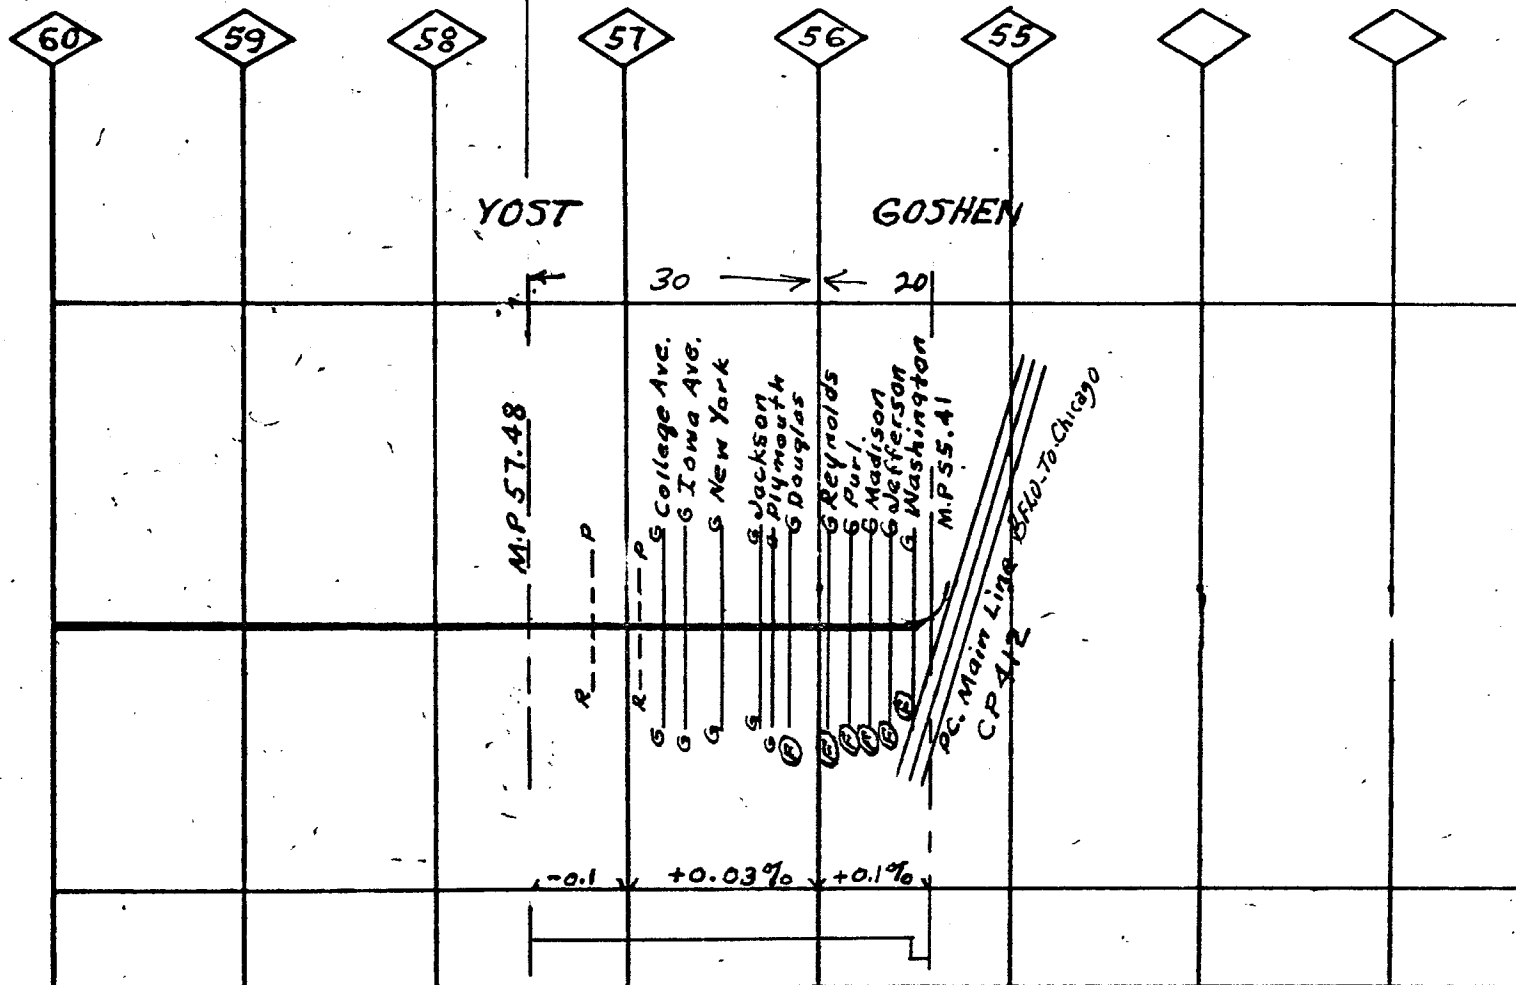 60 59 58 57 56 55
YOST GOSHEN
30 20
M.P 57.48
R P
R P
G College Ave. G
G Iowa Ave. G
G New York G
G Jackson G
G Plymouth G
G Douglas F
G Reynolds F
G Purl. F
G Madison F
G Jefferson F
G Washington F
M.P 55.41
P.C. Main Line BFLO-To-Chicago
C.P 412
-0.1 +0.03% +0.1%